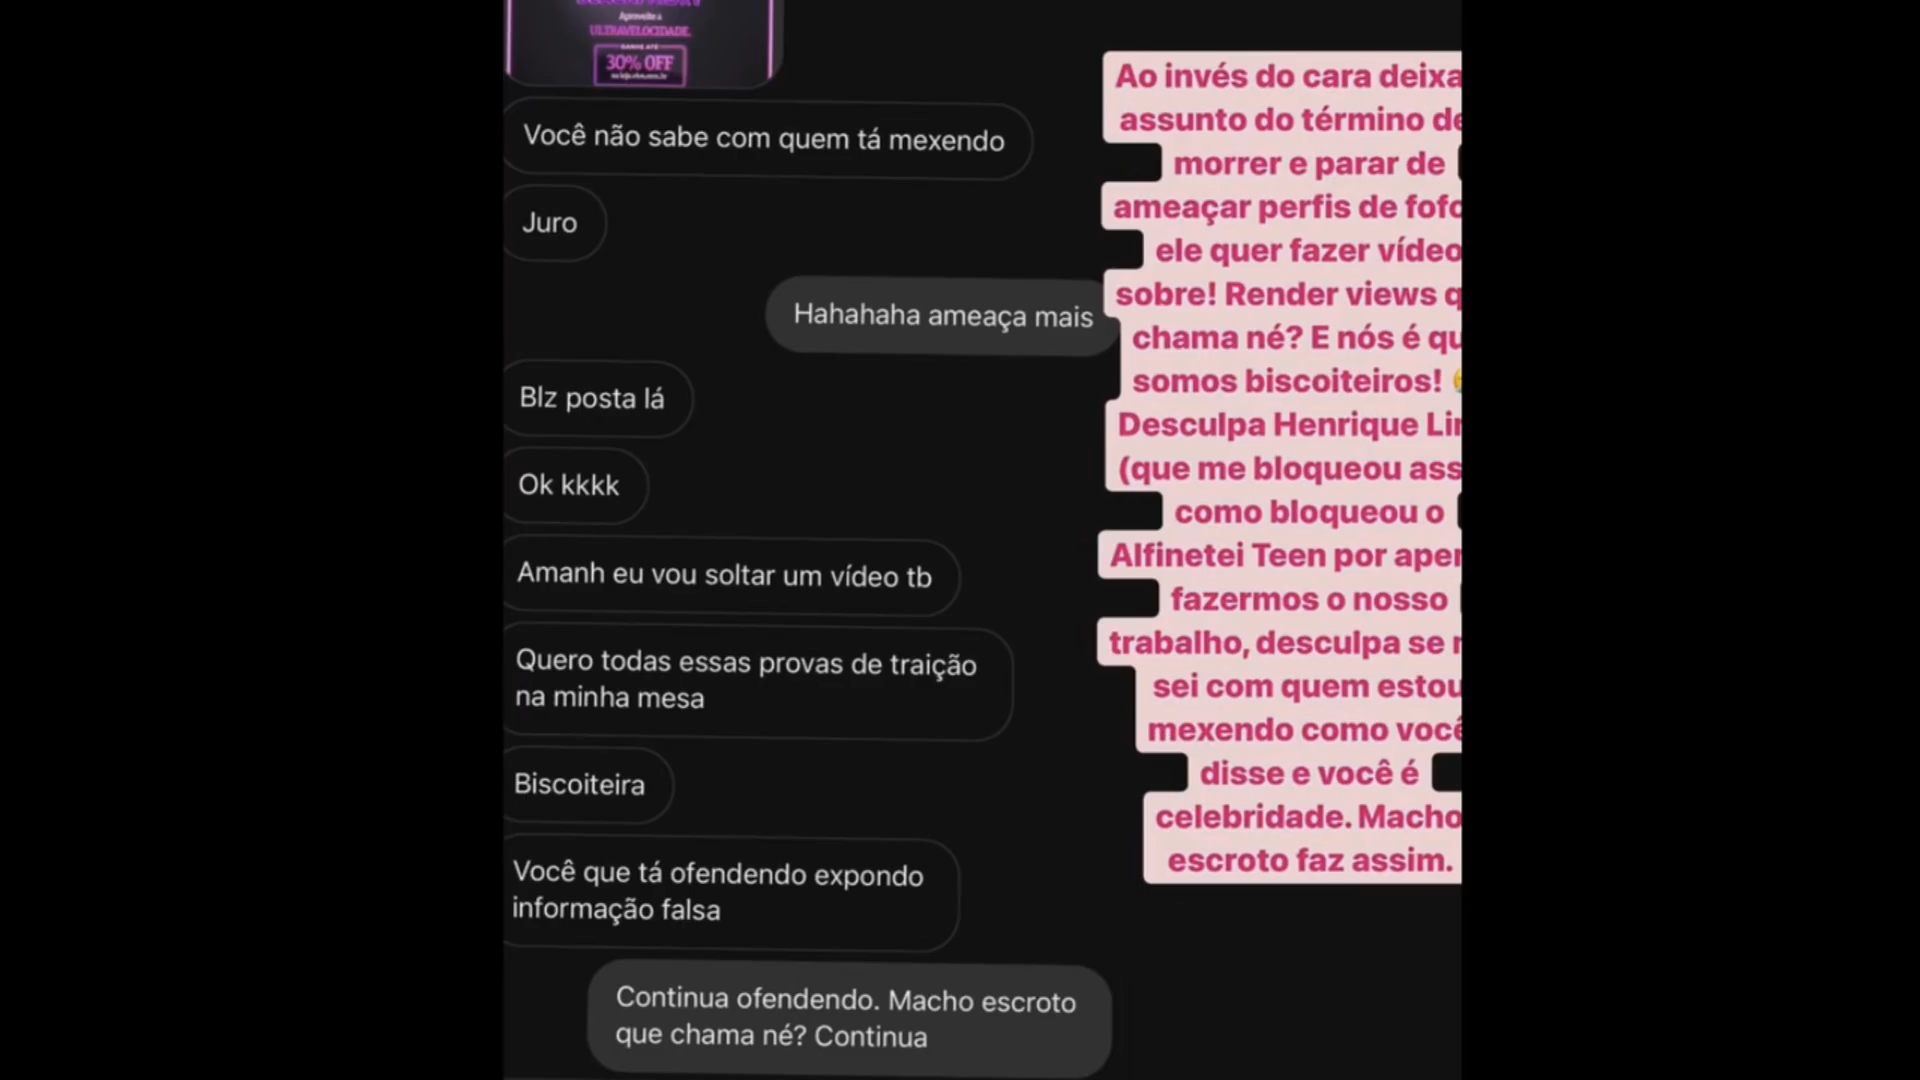 Aproveite a
ULTRAVELOCIDADE.
GANHE ATÉ
30% OFF
Você não sabe com quem tá mexendo
Juro
Hahahaha ameaça mais
Blz posta lá
Ok kkkk
Amanh eu vou soltar um vídeo tb
Quero todas essas provas de traição
na minha mesa
Biscoiteira
Você que tá ofendendo expondo
informação falsa
Continua ofendendo. Macho escroto
que chama né? Continua
Ao invés do cara deixa
assunto do término de
morrer e parar de
ameaçar perfis de fofo
ele quer fazer vídeo
sobre! Render views q
chama né? E nós é qu
somos biscoiteiros!
Desculpa Henrique Li
(que me bloqueou ass
como bloqueou o
Alfinetei Teen por ape
fazermos o nosso
trabalho, desculpa se
sei com quem estou
mexendo como você
disse e você é
celebridade. Macho
escroto faz assim.